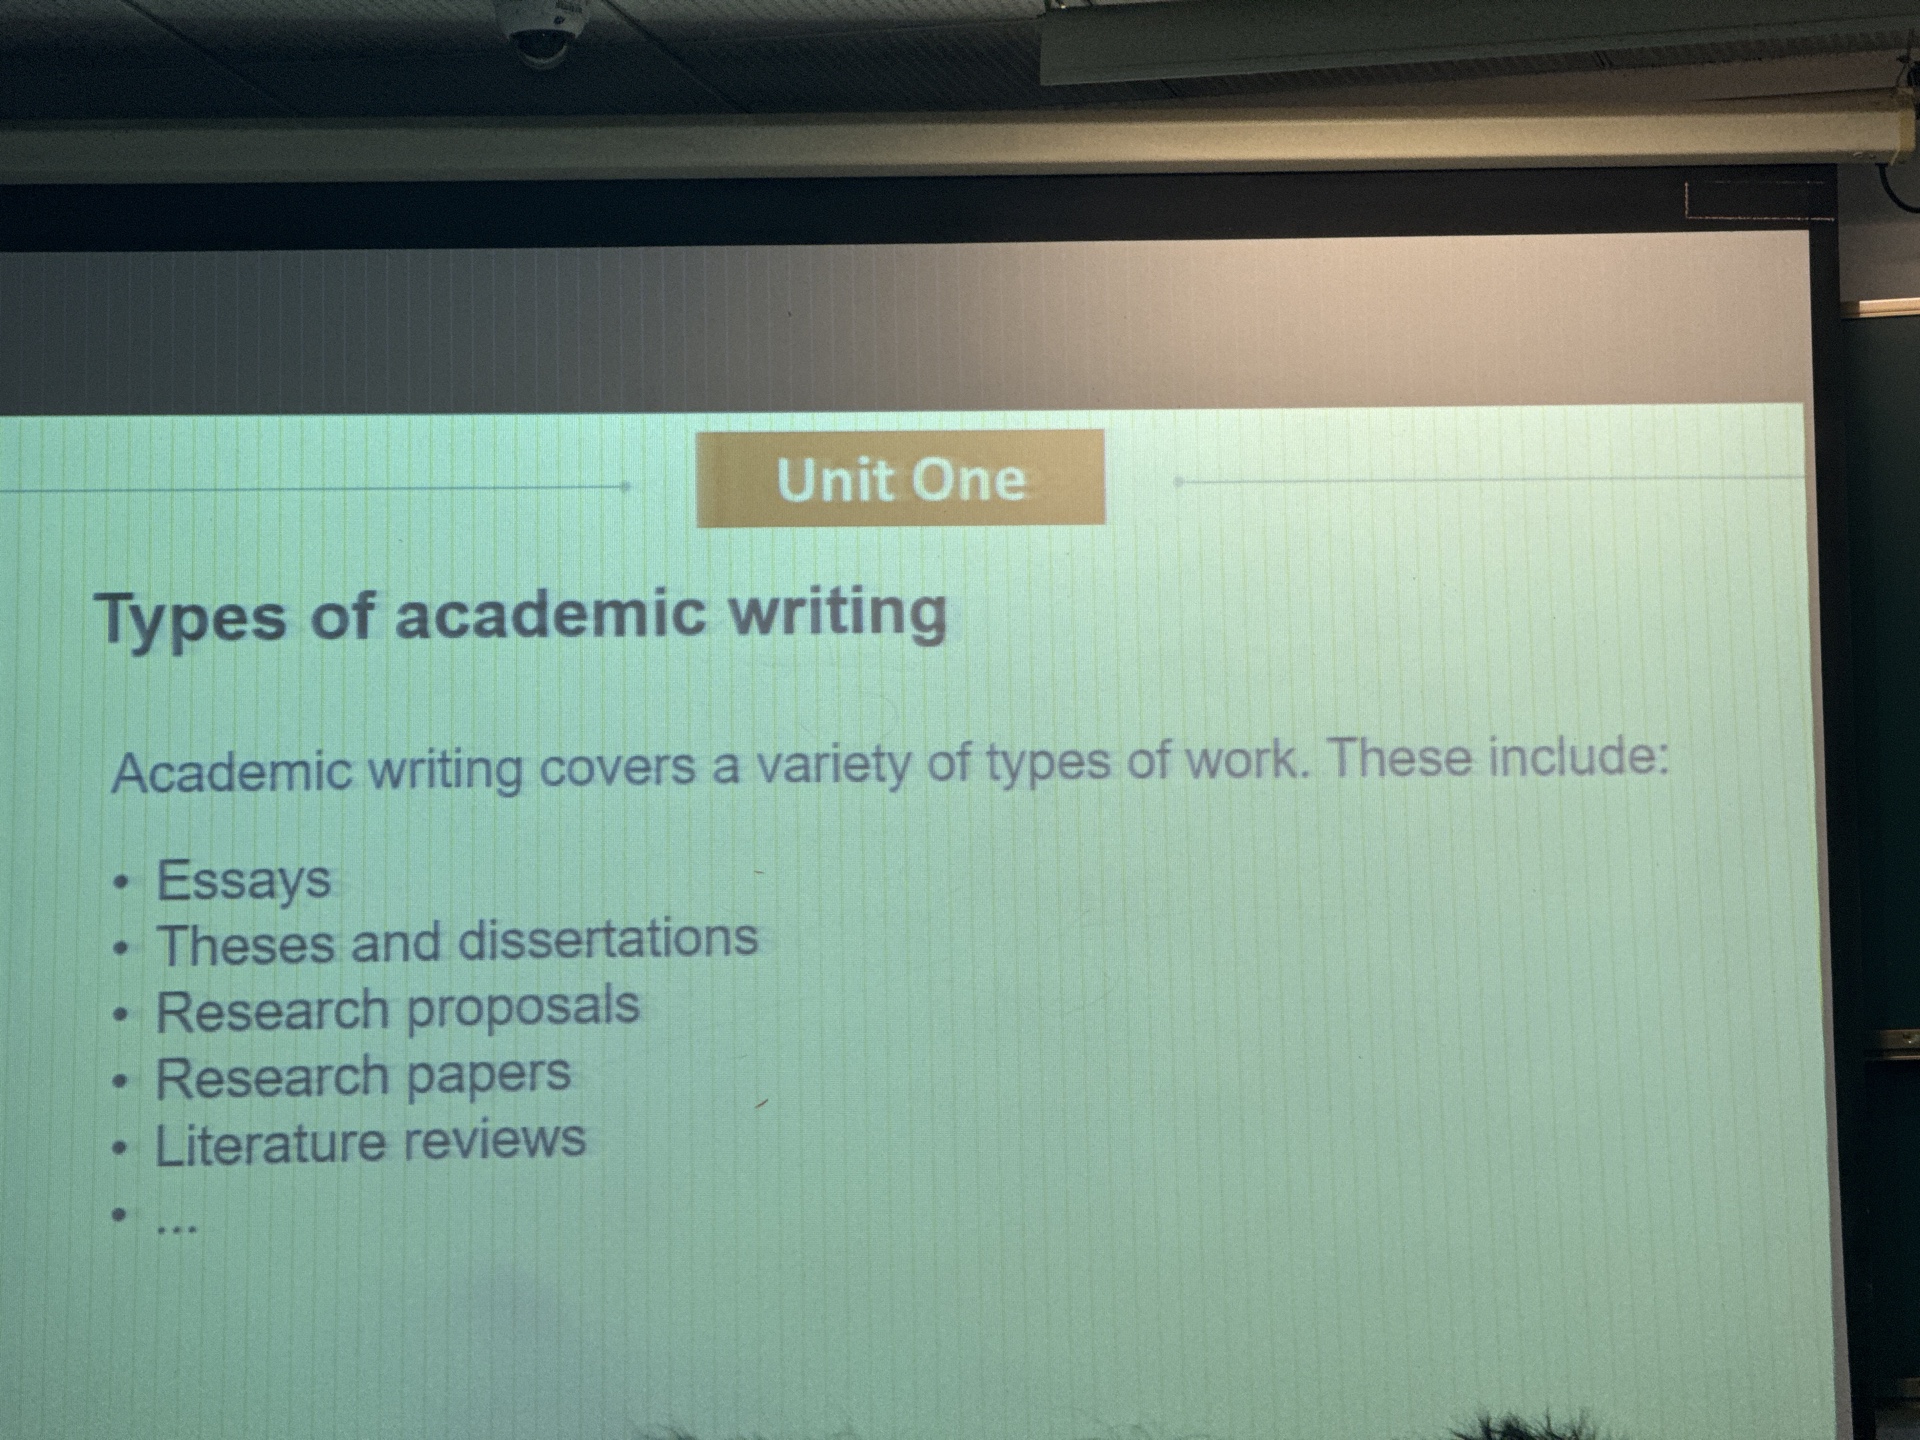 Unit One
Types of academic writing
Academic writing covers a variety of types of work. These include:
• Essays
• Theses and dissertations
• Research proposals
• Research papers
• Literature reviews
• ...